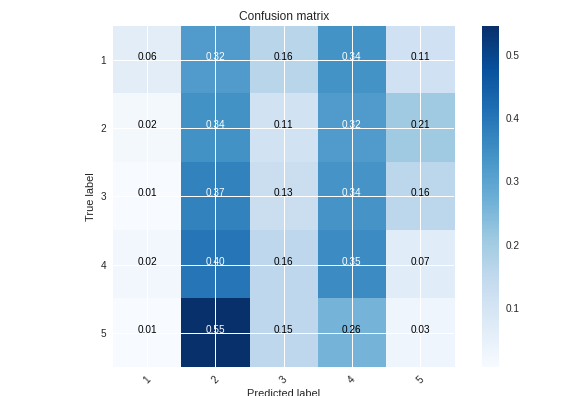 Confusion matrix
1 0.06 0.32 0.16 0.34 0.11
2 0.02 0.34 0.11 0.32 0.21
3 0.01 0.37 0.13 0.34 0.16
4 0.02 0.40 0.16 0.35 0.07
5 0.01 0.55 0.15 0.26 0.03
True label
1 2 3 4 5
Predicted label
0.5
0.4
0.3
0.2
0.1